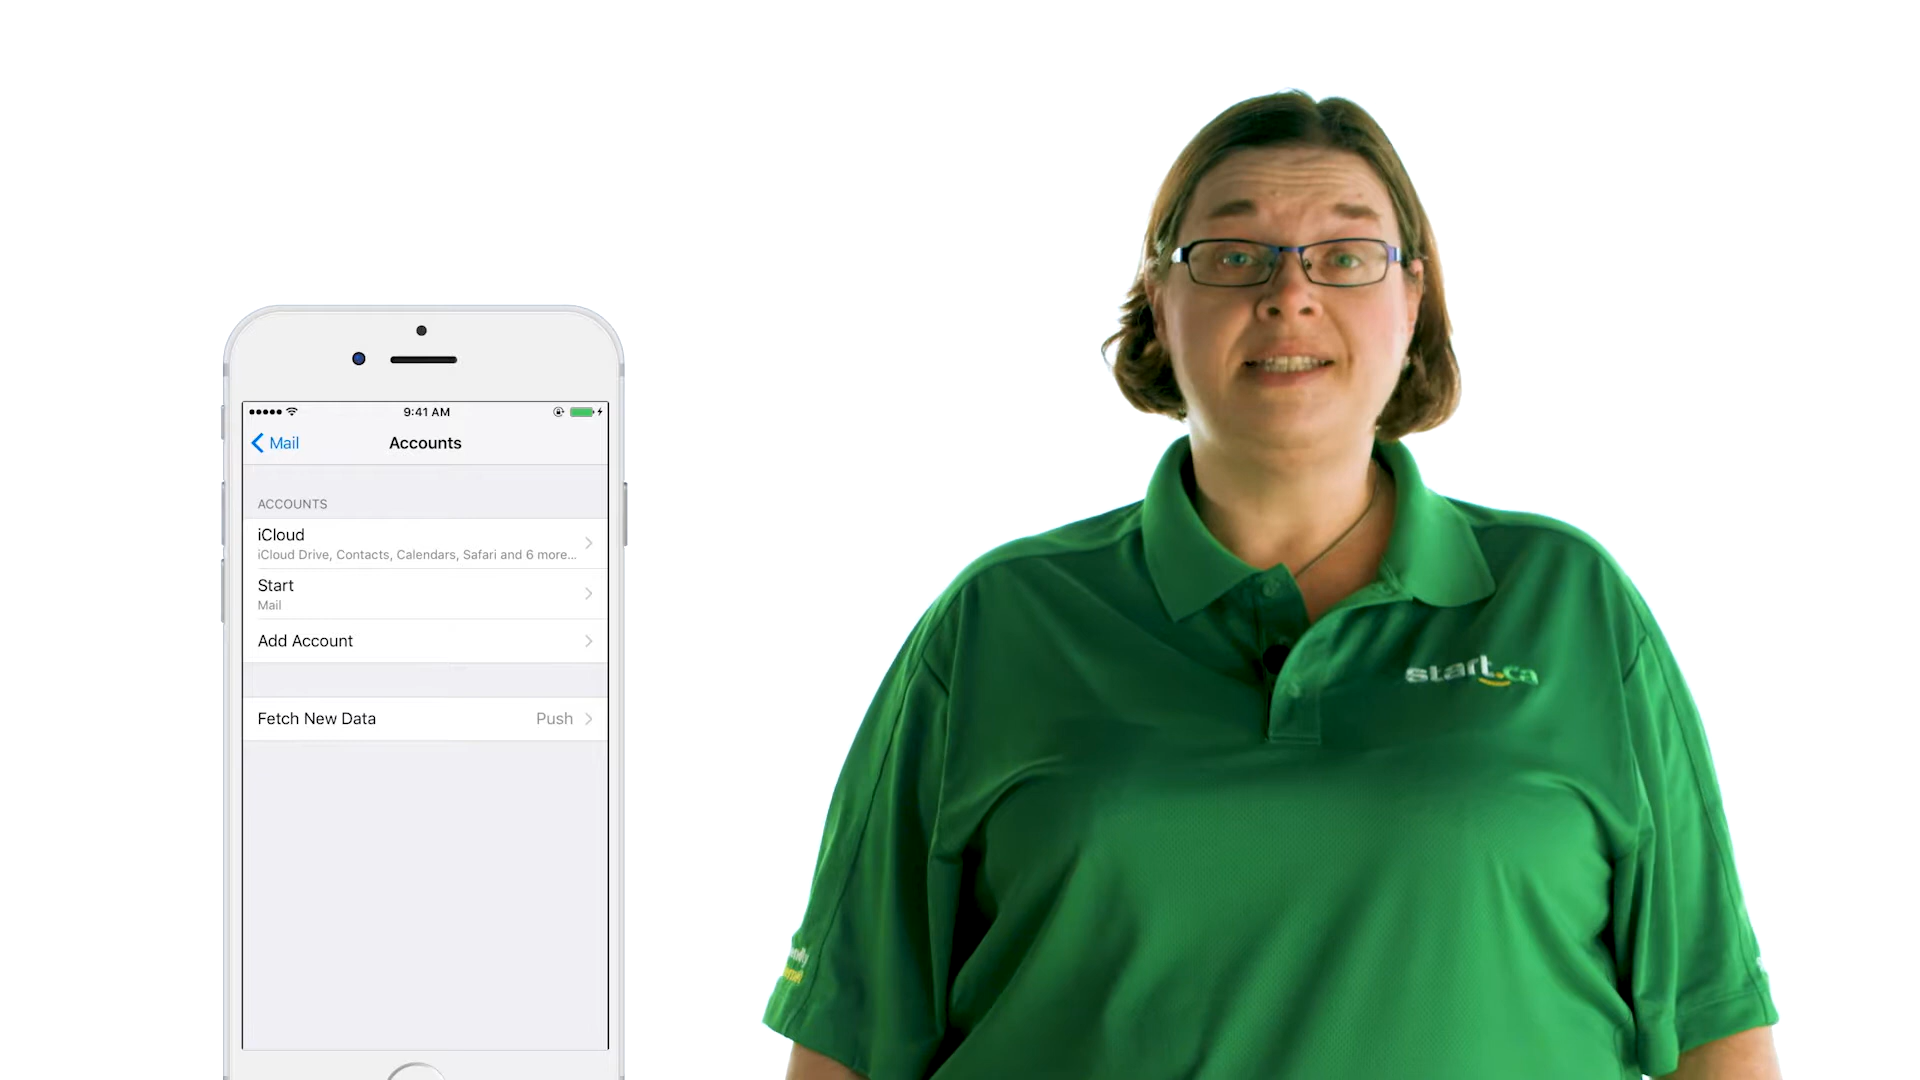 9:41 AM
Mail
Accounts
ACCOUNTS
iCloud
iCloud Drive, Contacts, Calendars, Safari and 6 more...
Start
Mail
Add Account
Fetch New Data
Push
start.ca